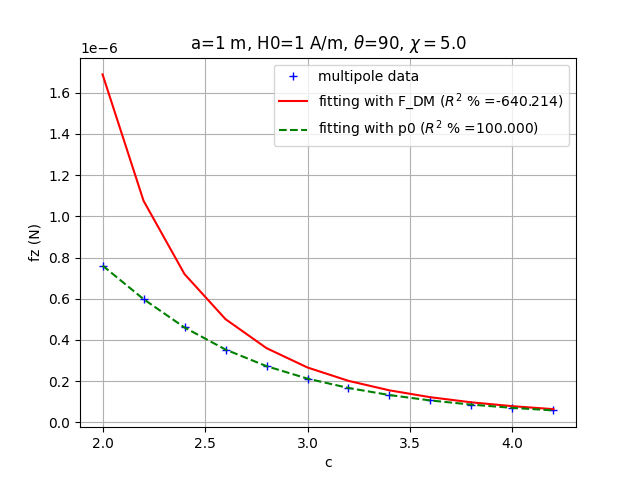 a=1 m, H0=1 A/m, θ=90, χ = 5.0
1e−6
multipole data
fitting with F_DM (R² % =-640.214)
fitting with p0 (R² % =100.000)
1.6
1.4
1.2
1.0
0.8
0.6
0.4
0.2
0.0
fz (N)
2.0 2.5 3.0 3.5 4.0
c